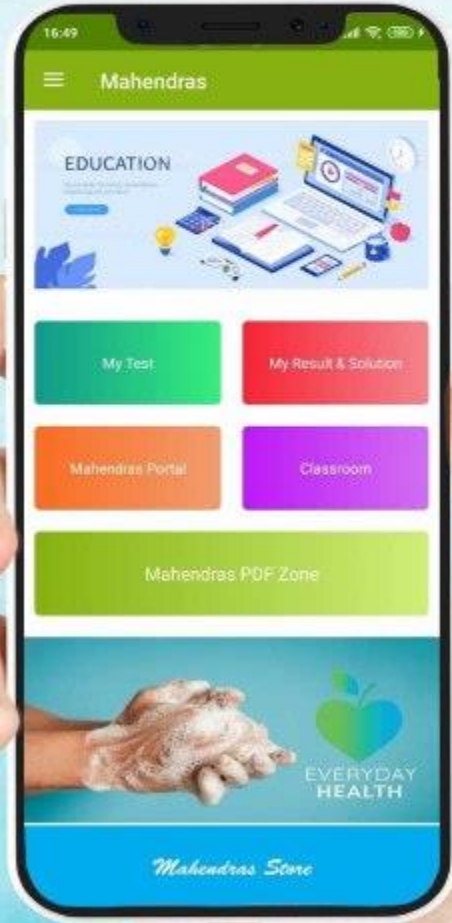 16:49
Mahendras
EDUCATION
My Test
My Result & Solution
Mahendras Portal
Classroom
Mahendras PDF Zone
EVERYDAY
HEALTH
Mahendras Store